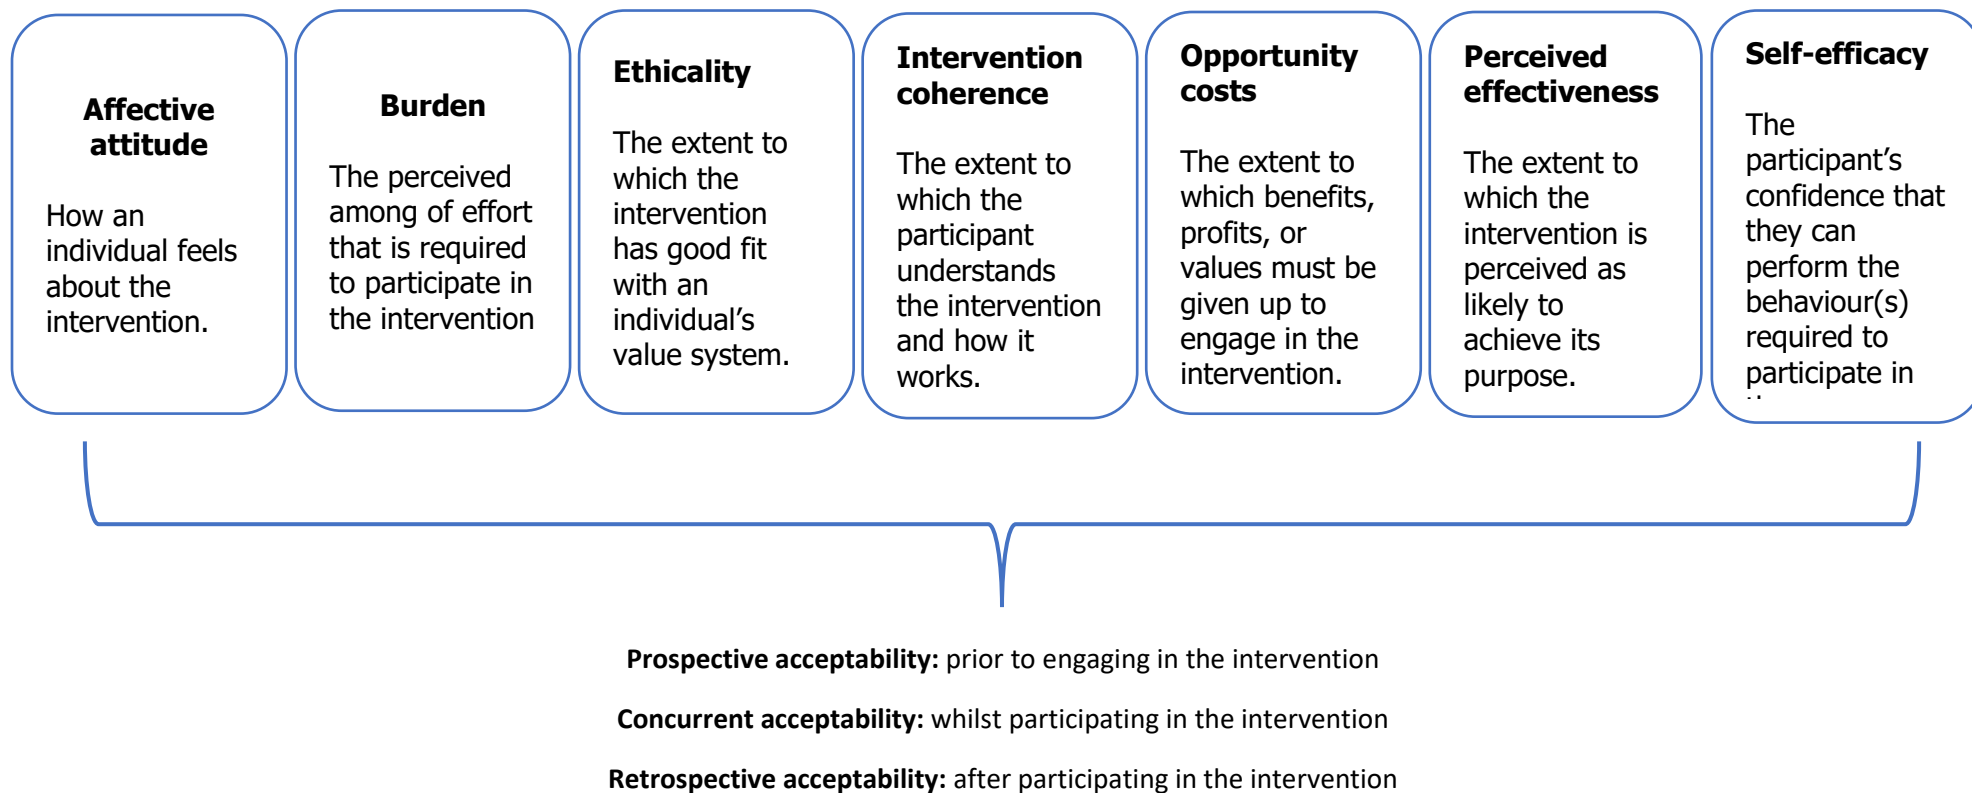 Affective
attitude
How an
individual feels
about the
intervention.
Burden
The perceived
among of effort
that is required
to participate in
the intervention
Ethicality
The extent to
which the
intervention
has good fit
with an
individual’s
value system.
Intervention
coherence
The extent to
which the
participant
understands
the intervention
and how it
works.
Opportunity
costs
The extent to
which benefits,
profits, or
values must be
given up to
engage in the
intervention.
Perceived
effectiveness
The extent to
which the
intervention is
perceived as
likely to
achieve its
purpose.
Self-efficacy
The
participant’s
confidence that
they can
perform the
behaviour(s)
required to
participate in
Prospective acceptability: prior to engaging in the intervention
Concurrent acceptability: whilst participating in the intervention
Retrospective acceptability: after participating in the intervention